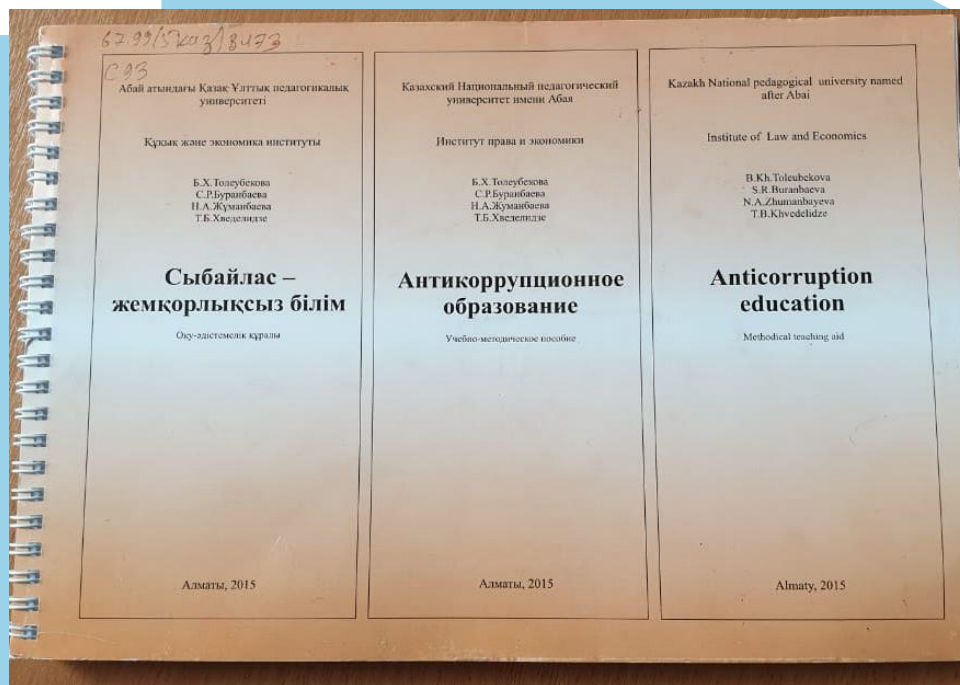 67.99(5каз)я173
С 93
Абай атындағы Қазақ Ұлттық педагогикалық
университеті
Құқық және экономика институты
Б.Х.Толеубекова
С.Р.Буранбаева
Н.А.Жуманбаева
Т.Б.Хведелидзе
Сыбайлас –
жемқорлықсыз білім
Оқу-әдістемелік құралы
Алматы, 2015
Казахский Национальный педагогический
университет имени Абая
Институт права и экономики
Б.Х.Толеубекова
С.Р.Буранбаева
Н.А.Жуманбаева
Т.Б.Хведелидзе
Антикоррупционное
образование
Учебно-методическое пособие
Алматы, 2015
Kazakh National pedagogical university named
after Abai
Institute of Law and Economics
B.Kh.Toleubekova
S.R.Buranbaeva
N.A.Zhumanbayeva
T.B.Khvedelidze
Anticorruption
education
Methodical teaching aid
Almaty, 2015